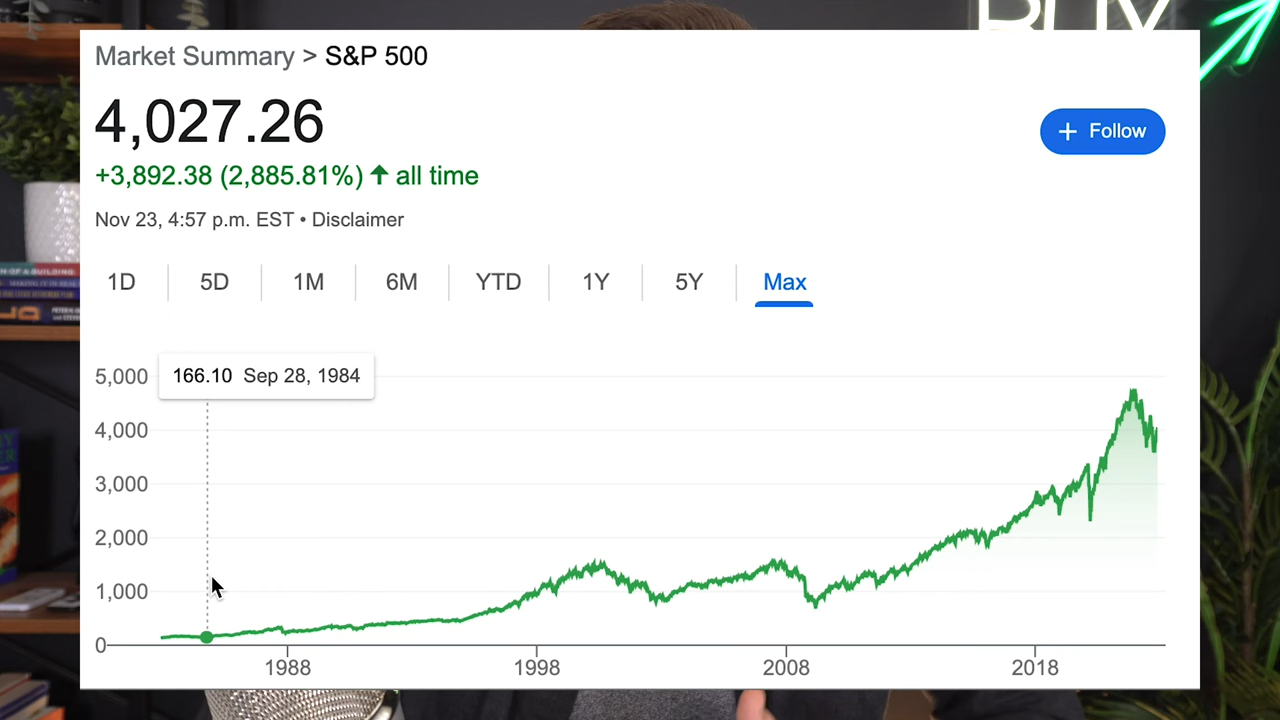 BUY
Market Summary > S&P 500
4,027.26
+ Follow
+3,892.38 (2,885.81%) ↑ all time
Nov 23, 4:57 p.m. EST • Disclaimer
1D 5D 1M 6M YTD 1Y 5Y Max
166.10 Sep 28, 1984
5,000
4,000
3,000
2,000
1,000
0
1988 1998 2008 2018